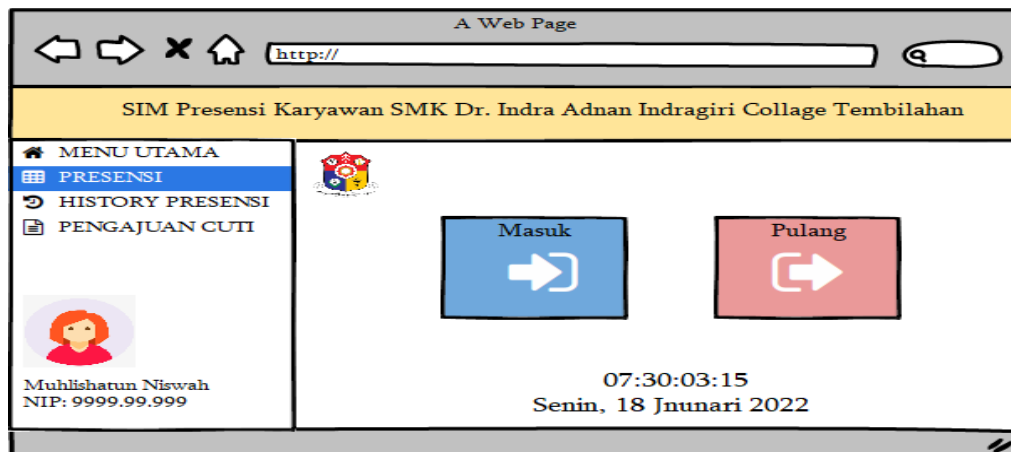 A Web Page
http://
SIM Presensi Karyawan SMK Dr. Indra Adnan Indragiri Collage Tembilahan
MENU UTAMA
PRESENSI
HISTORY PRESENSI
PENGAJUAN CUTI
Masuk
Pulang
Muhlishatun Niswah
NIP: 9999.99.999
07:30:03:15
Senin, 18 Jnunari 2022